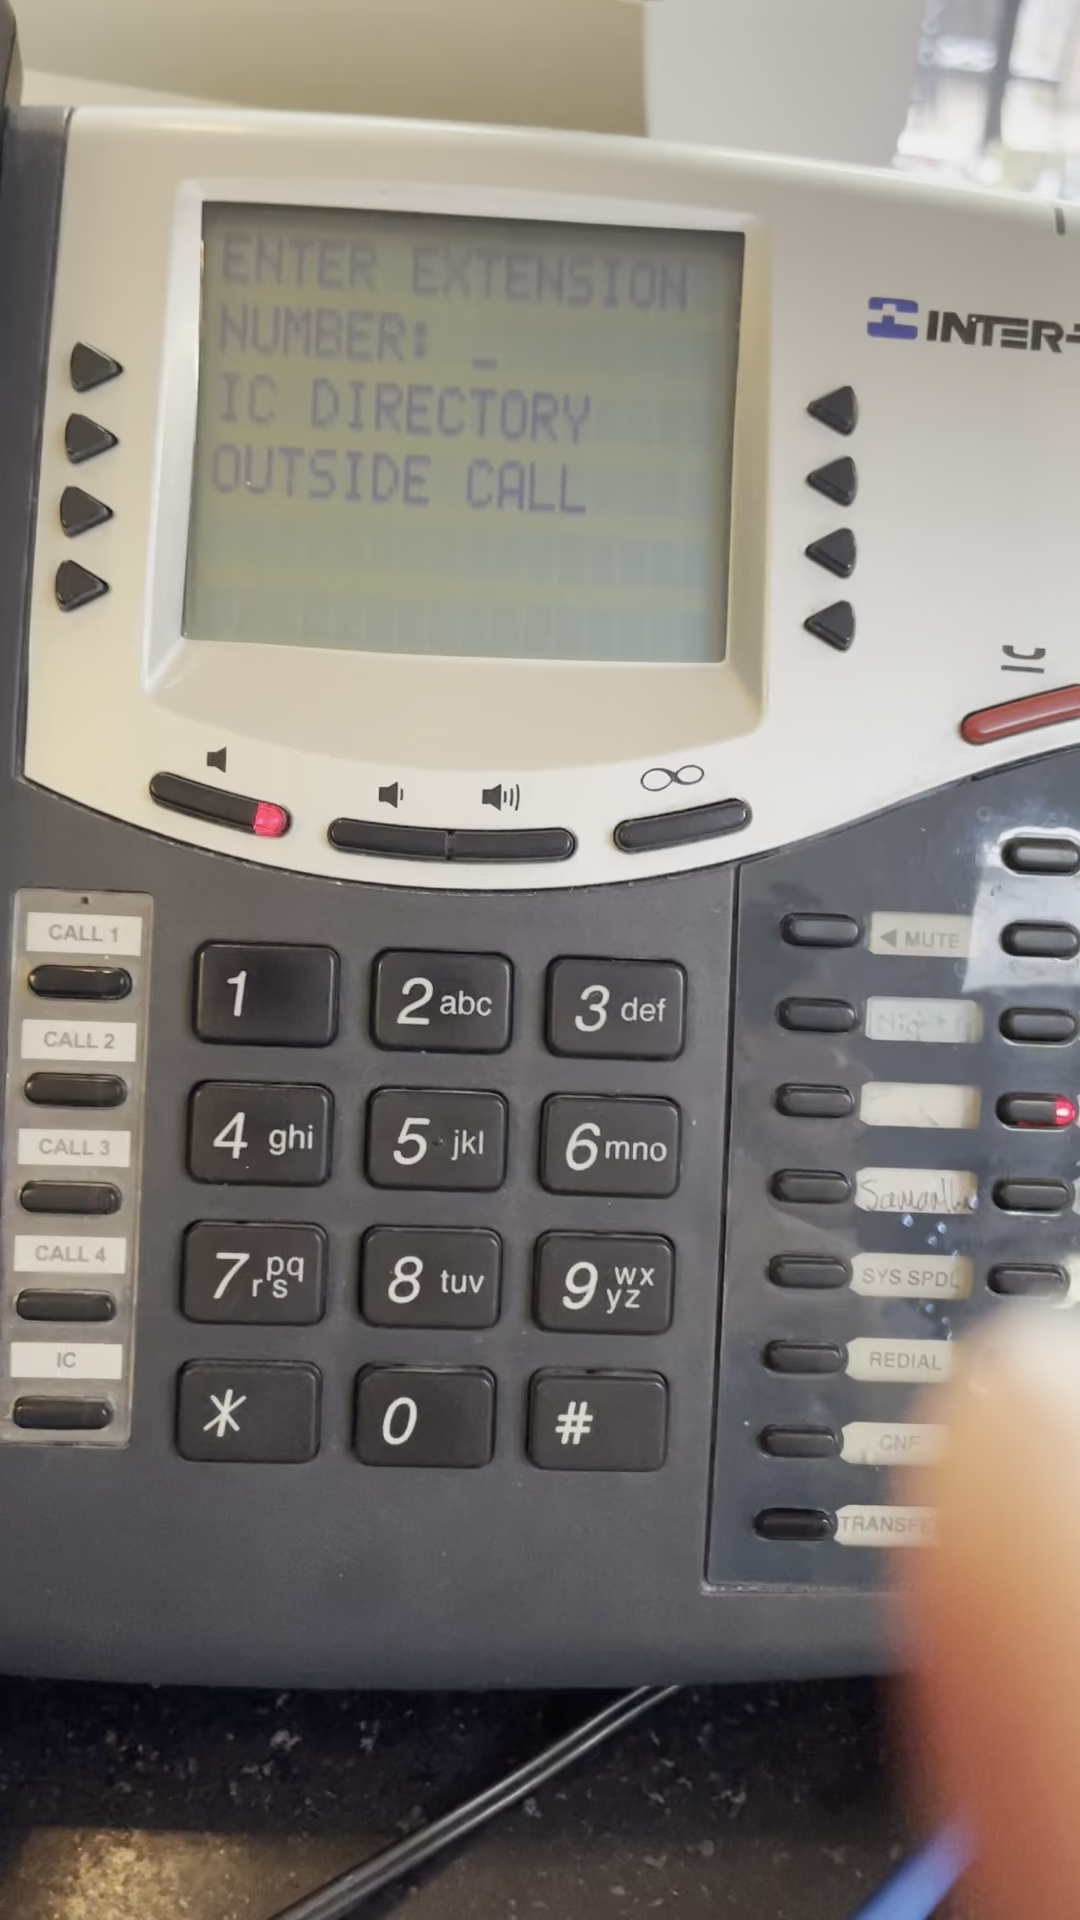 ENTER EXTENSION
NUMBER: _
IC DIRECTORY
OUTSIDE CALL
INTER-
CALL 1
CALL 2
CALL 3
CALL 4
IC
1
2 abc
3 def
4 ghi
5 jkl
6 mno
7 pqrs
8 tuv
9 wxyz
*
0
#
MUTE
SYS SPDL
REDIAL
CNF